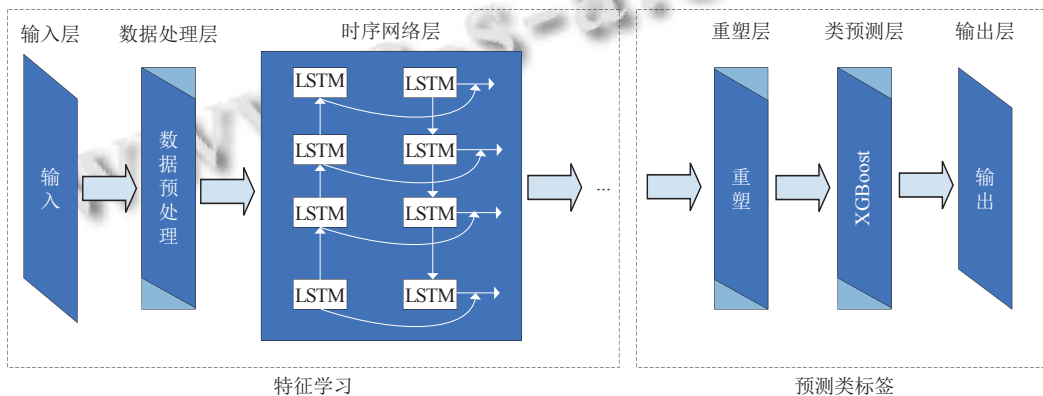 输入层 数据处理层 时序网络层 重塑层 类预测层 输出层
LSTM LSTM
LSTM LSTM
LSTM LSTM
LSTM LSTM
输入
数据预处理
...
重塑
XGBoost
输出
特征学习 预测类标签